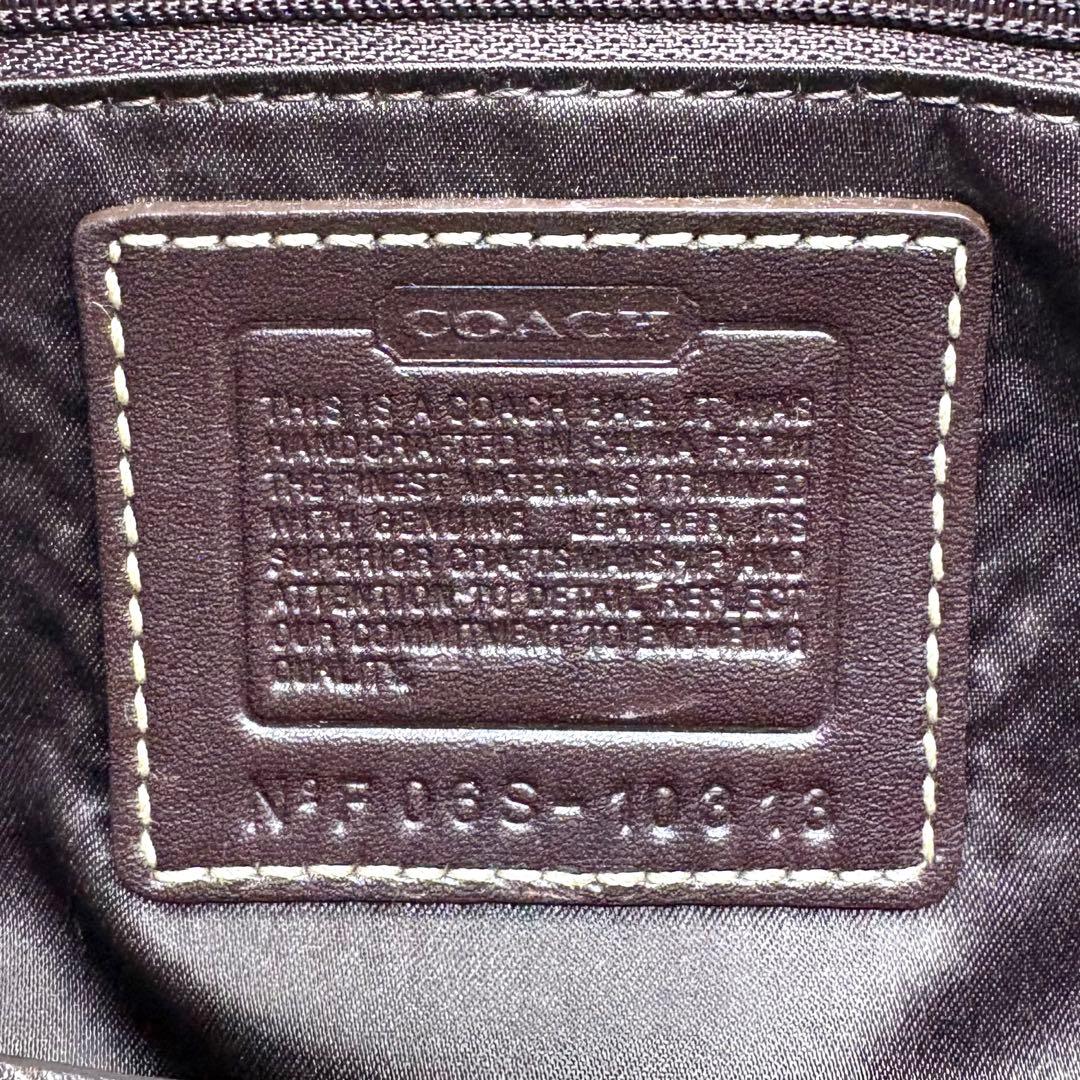 COACH
THIS IS A COACH BAG. IT WAS
HANDCRAFTED IN CHINA FROM
THE FINEST MATERIALS TRIMMED
WITH GENUINE LEATHER. ITS
SUPERIOR CRAFTSMANSHIP AND
ATTENTION TO DETAIL REFLECT
OUR COMMITMENT TO ENDURING
QUALITY.
Nº F06S-10313